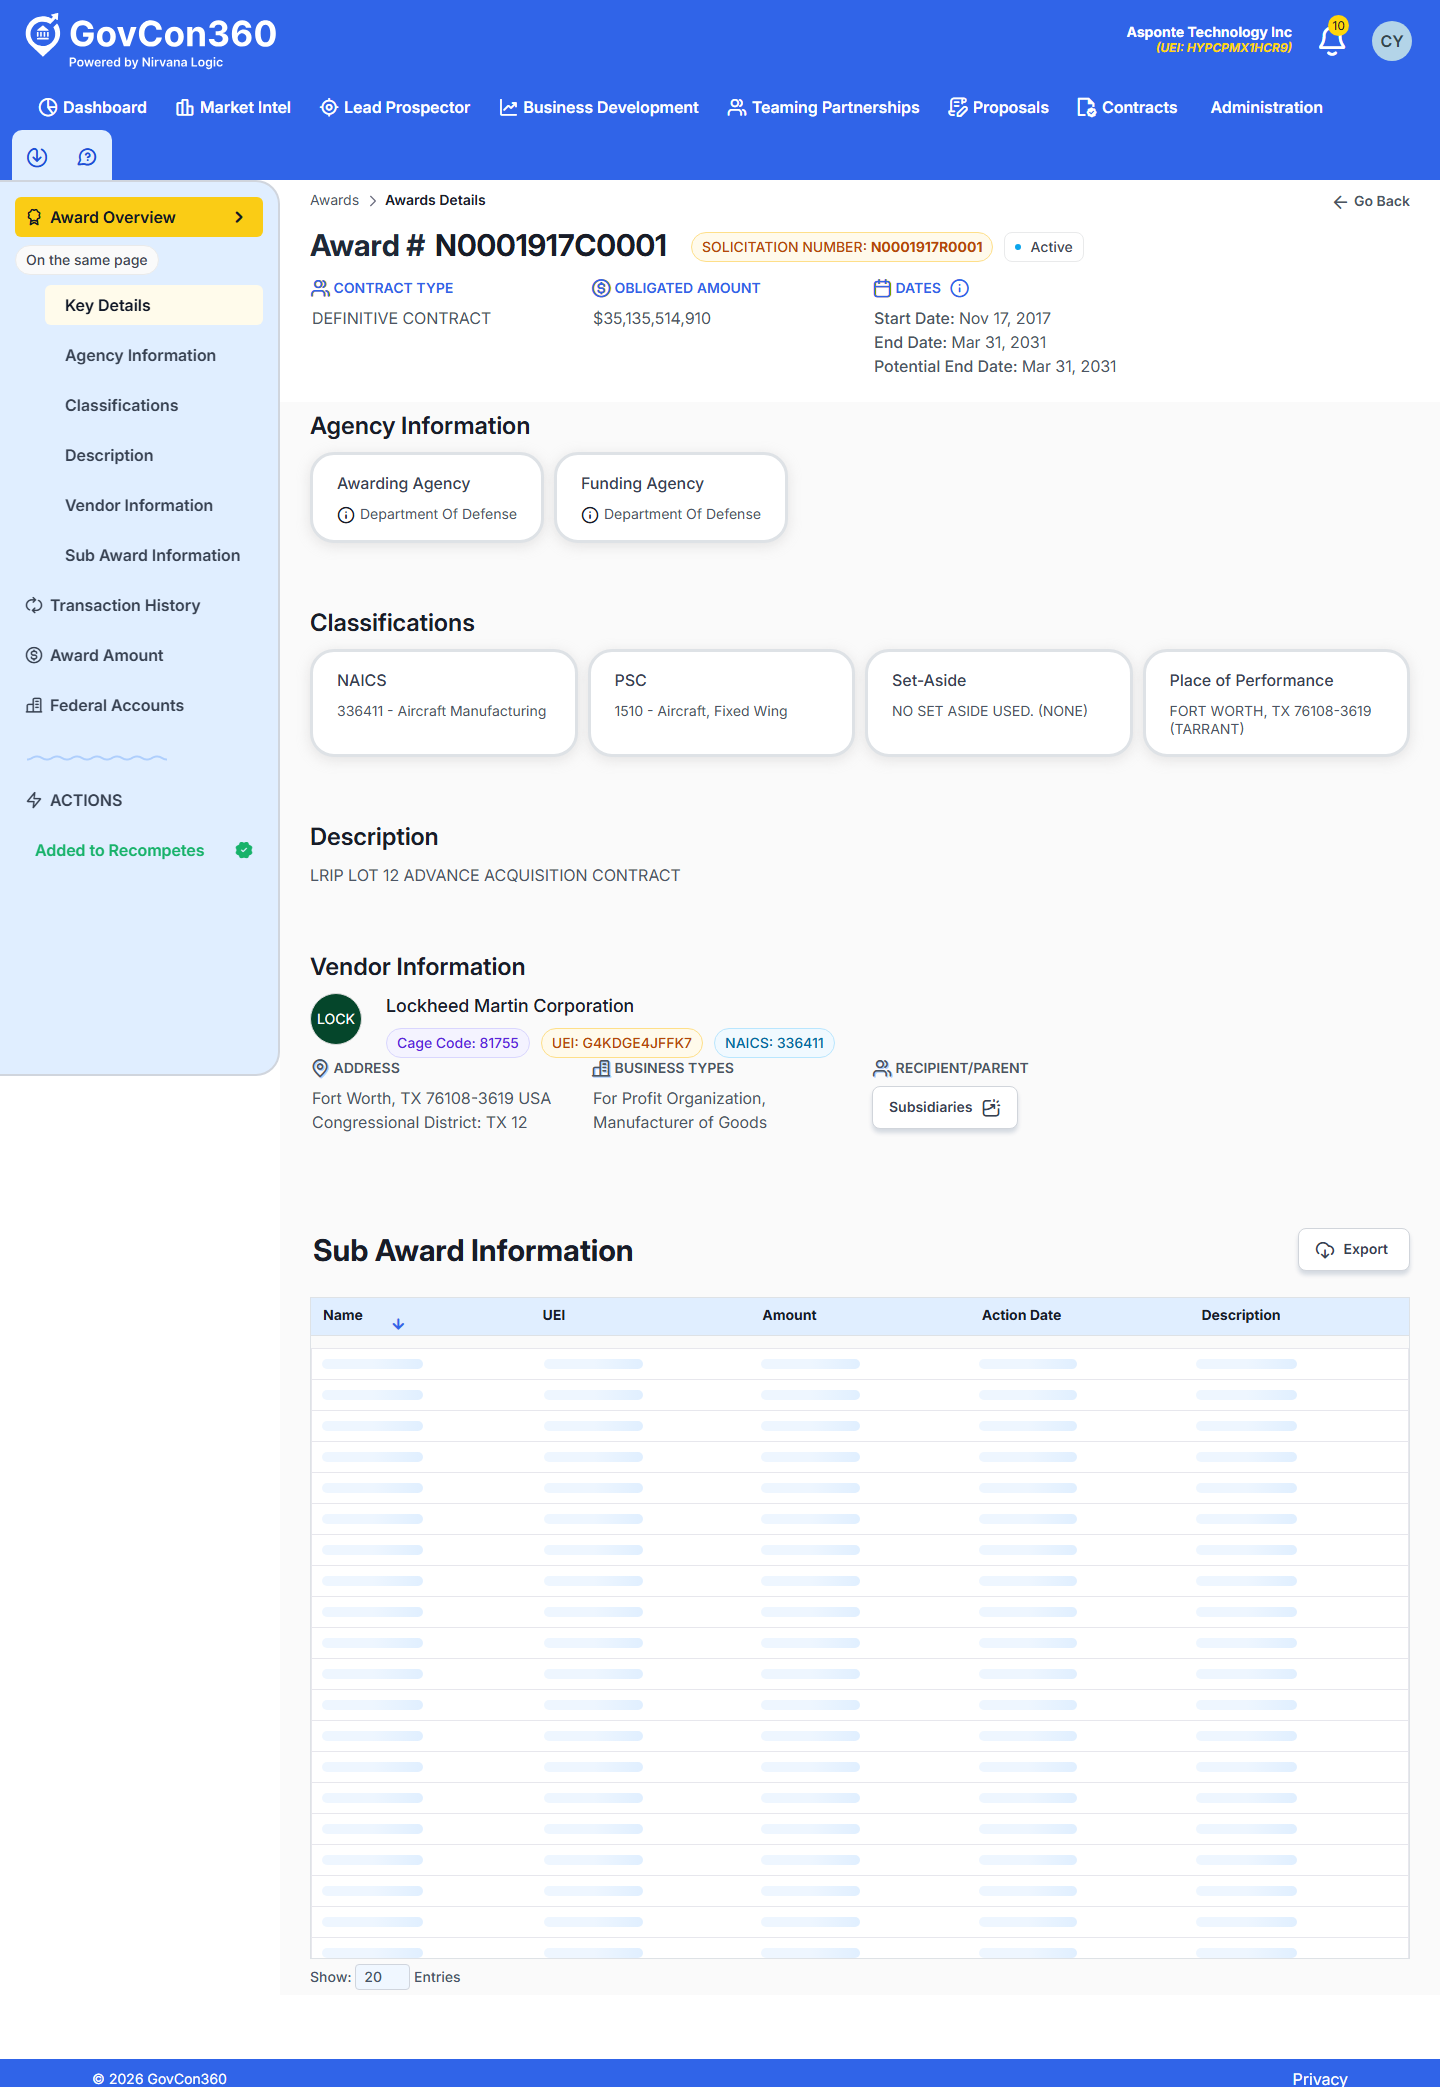 GovCon360
Powered by Nirvana Logic
Asponte Technology Inc
(UEI: HYPCPMX1HCR9)
10
CY
Dashboard
Market Intel
Lead Prospector
Business Development
Teaming Partnerships
Proposals
Contracts
Administration
Award Overview
On the same page
Key Details
Agency Information
Classifications
Description
Vendor Information
Sub Award Information
Transaction History
Award Amount
Federal Accounts
ACTIONS
Added to Recompetes
Awards > Awards Details
Go Back
Award # N0001917C0001
SOLICITATION NUMBER: N0001917R0001
Active
CONTRACT TYPE
DEFINITIVE CONTRACT
OBLIGATED AMOUNT
$35,135,514,910
DATES
Start Date: Nov 17, 2017
End Date: Mar 31, 2031
Potential End Date: Mar 31, 2031
Agency Information
Awarding Agency
Department Of Defense
Funding Agency
Department Of Defense
Classifications
NAICS
336411 - Aircraft Manufacturing
PSC
1510 - Aircraft, Fixed Wing
Set-Aside
NO SET ASIDE USED. (NONE)
Place of Performance
FORT WORTH, TX 76108-3619
(TARRANT)
Description
LRIP LOT 12 ADVANCE ACQUISITION CONTRACT
Vendor Information
LOCK
Lockheed Martin Corporation
Cage Code: 81755
UEI: G4KDGE4JFFK7
NAICS: 336411
ADDRESS
Fort Worth, TX 76108-3619 USA
Congressional District: TX 12
BUSINESS TYPES
For Profit Organization,
Manufacturer of Goods
RECIPIENT/PARENT
Subsidiaries
Sub Award Information
Export
Name
UEI
Amount
Action Date
Description
Show: 20 Entries
© 2026 GovCon360
Privacy